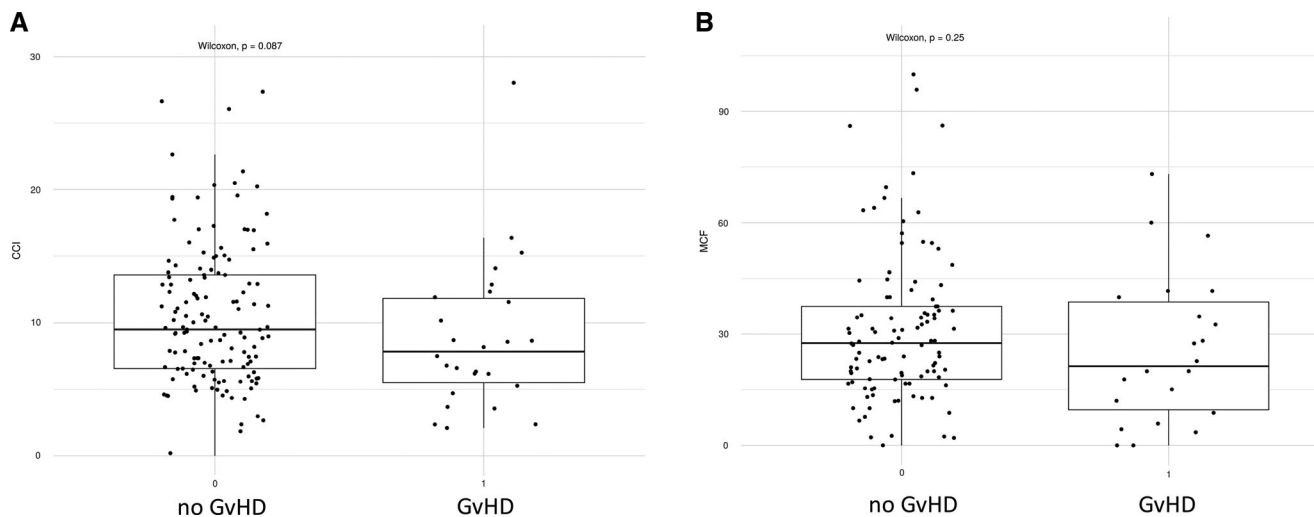 A
Wilcoxon, p = 0.087
30
20
CCI
10
0
0
1
no GvHD
GvHD
B
Wilcoxon, p = 0.25
90
60
MCF
30
0
0
1
no GvHD
GvHD